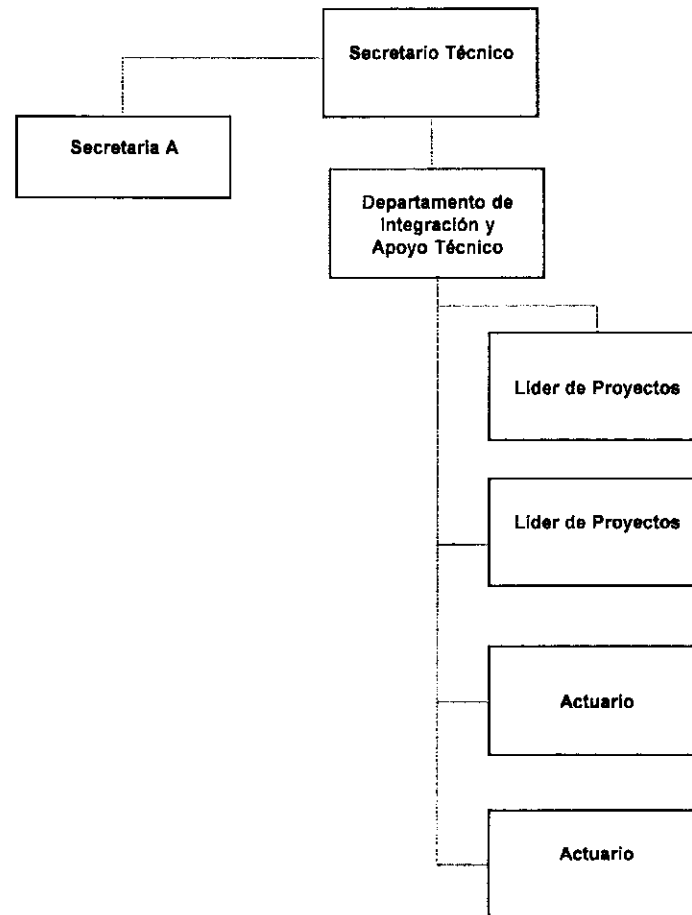 Secretario Técnico
Secretaria A
Departamento de
Integración y
Apoyo Técnico
Líder de Proyectos
Líder de Proyectos
Actuario
Actuario